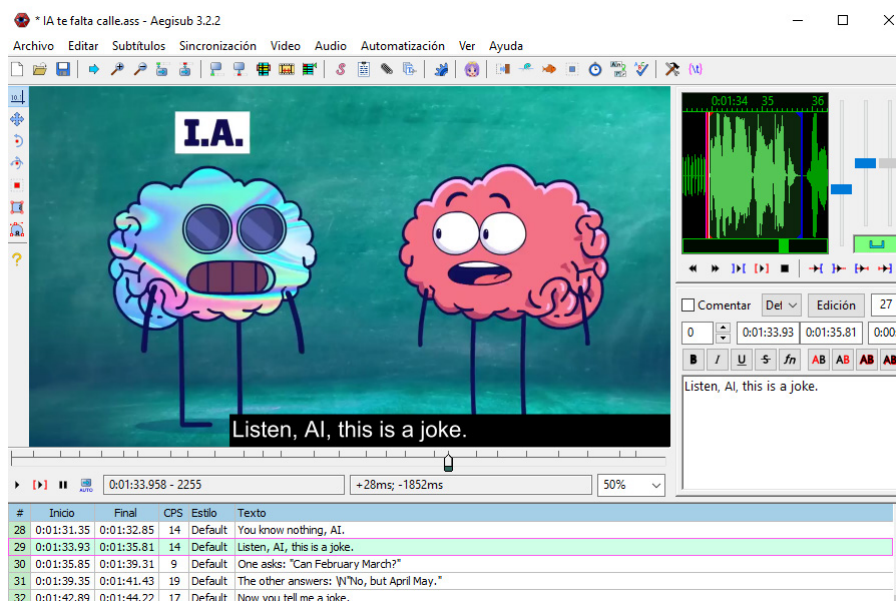 * IA te falta calle.ass - Aegisub 3.2.2
Archivo Editar Subtítulos Sincronización Video Audio Automatización Ver Ayuda
0:01:34 35 36
I.A.
Listen, AI, this is a joke.
Comentar Def Edición 27
0 0:01:33.93 0:01:35.81 0:00
B I U S fn AB AB AB AB
Listen, AI, this is a joke.
AUTO 0:01:33.958 - 2255 +28ms; -1852ms 50%
# Inicio Final CPS Estilo Texto
28 0:01:31.35 0:01:32.85 14 Default You know nothing, AI.
29 0:01:33.93 0:01:35.81 14 Default Listen, AI, this is a joke.
30 0:01:35.85 0:01:39.31 9 Default One asks: "Can February March?"
31 0:01:39.35 0:01:41.43 19 Default The other answers: \N"No, but April May."
32 0:01:42.89 0:01:44.22 17 Default Now you tell me a joke.